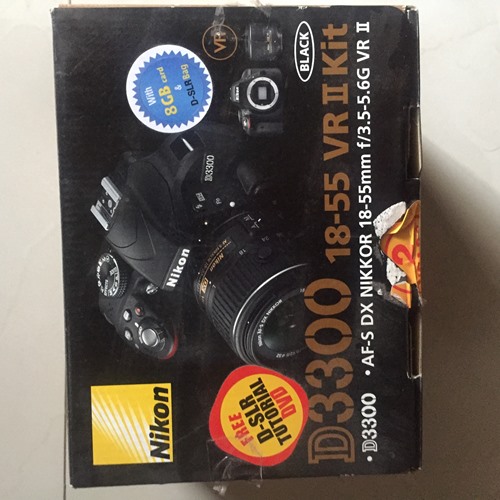 Nikon
D3300 18-55 VR II Kit
BLACK
• D3300 • AF-S DX NIKKOR 18-55mm f/3.5-5.6G VR II
FREE
D-SLR
TUTORIAL
DVD
With
8GB card
&
D-SLR Bag
VR
Nikon
D3300
2